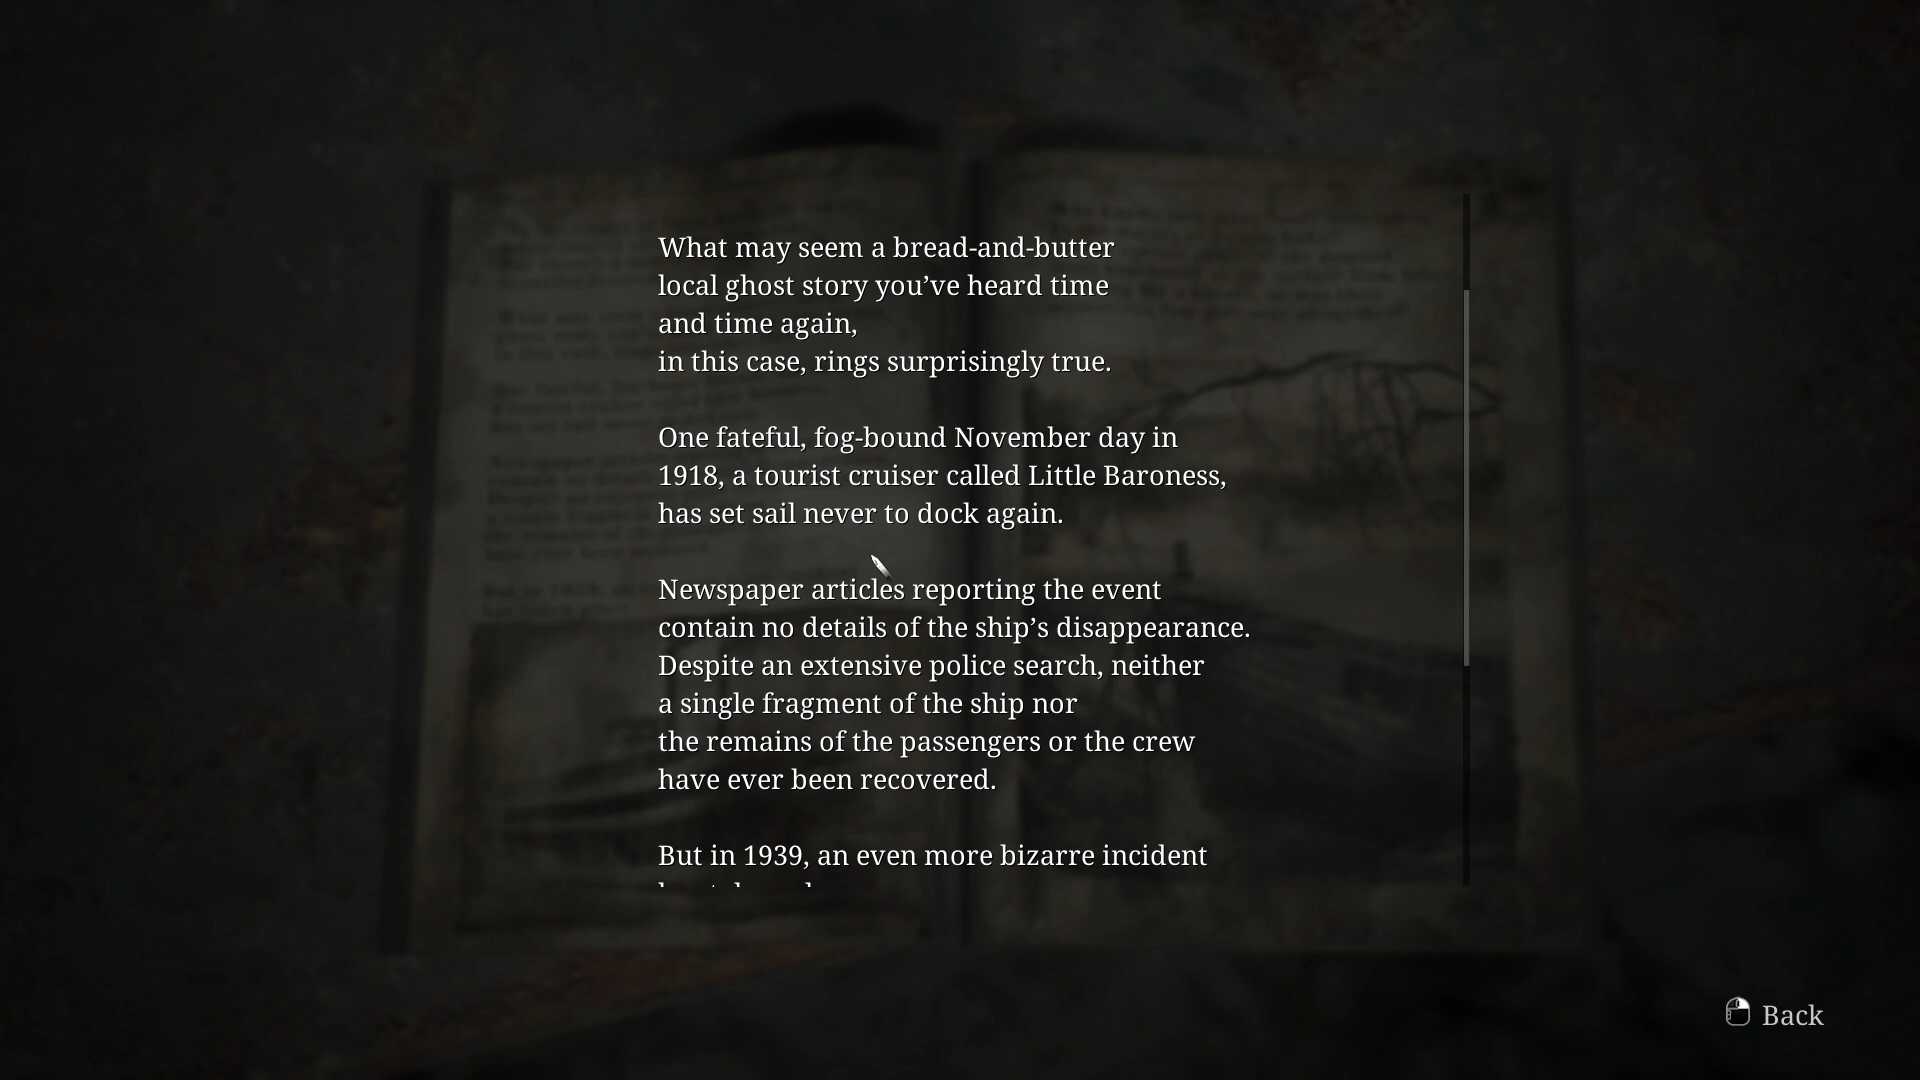 What may seem a bread-and-butter
local ghost story you’ve heard time
and time again,
in this case, rings surprisingly true.
One fateful, fog-bound November day in
1918, a tourist cruiser called Little Baroness,
has set sail never to dock again.
Newspaper articles reporting the event
contain no details of the ship’s disappearance.
Despite an extensive police search, neither
a single fragment of the ship nor
the remains of the passengers or the crew
have ever been recovered.
But in 1939, an even more bizarre incident
Back